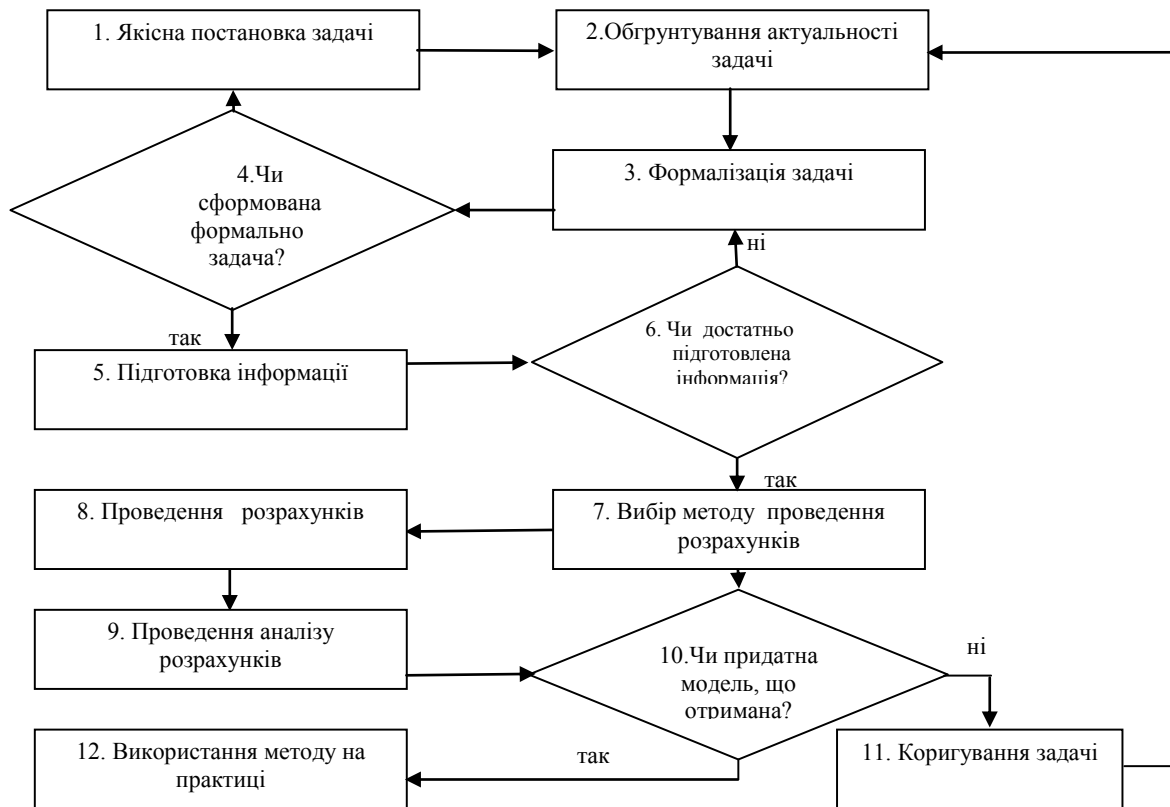 1. Якісна постановка задачі
2.Обгрунтування актуальності
задачі
3. Формалізація задачі
4.Чи
сформована
формально
задача?
ні
так
5. Підготовка інформації
6. Чи достатньо
підготовлена
інформація?
так
7. Вибір методу проведення
розрахунків
8. Проведення розрахунків
9. Проведення аналізу
розрахунків
10.Чи придатна
модель, що
отримана?
ні
так
11. Коригування задачі
12. Використання методу на
практиці